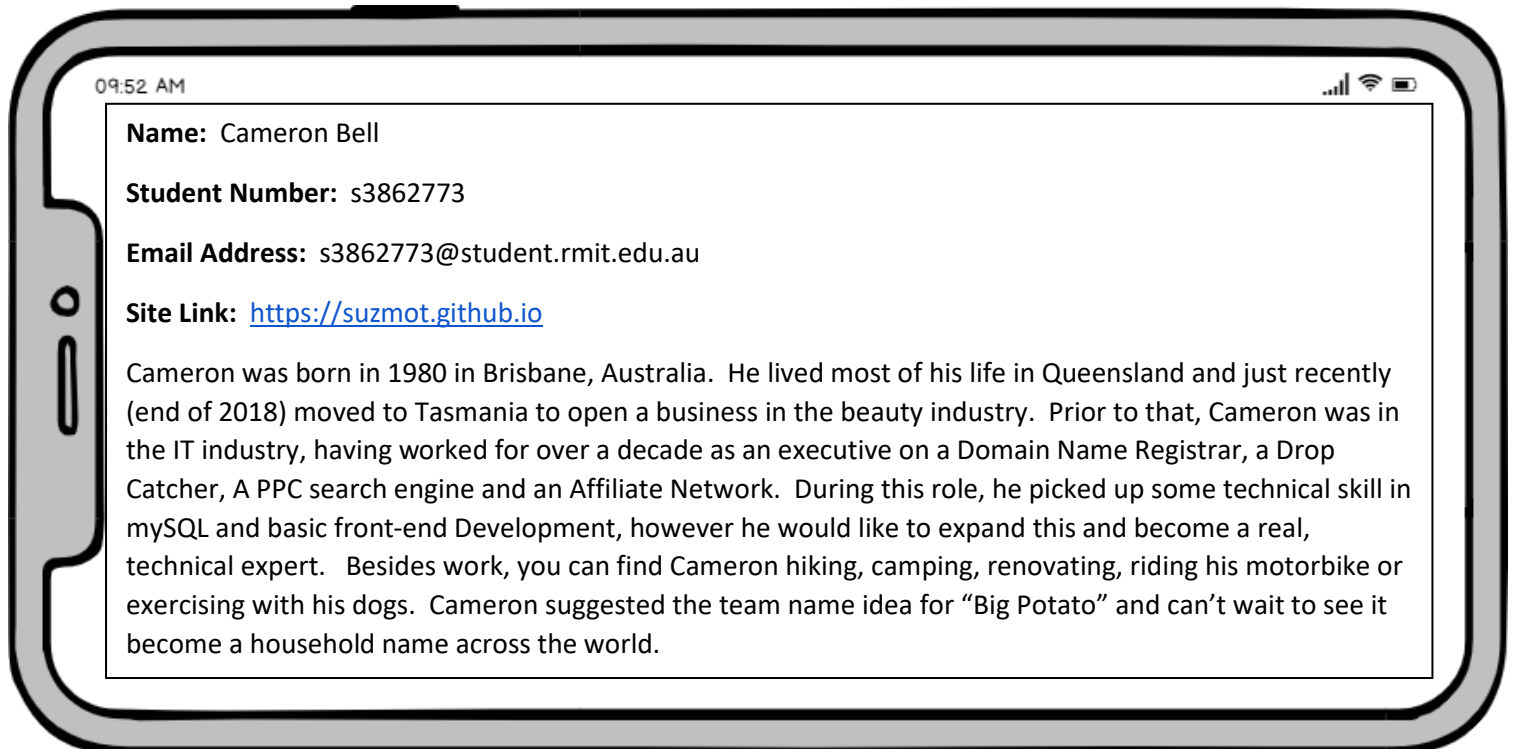 09:52 AM
Name: Cameron Bell
Student Number: s3862773
Email Address: s3862773@student.rmit.edu.au
Site Link: https://suzmot.github.io
Cameron was born in 1980 in Brisbane, Australia. He lived most of his life in Queensland and just recently
(end of 2018) moved to Tasmania to open a business in the beauty industry. Prior to that, Cameron was in
the IT industry, having worked for over a decade as an executive on a Domain Name Registrar, a Drop
Catcher, A PPC search engine and an Affiliate Network. During this role, he picked up some technical skill in
mySQL and basic front-end Development, however he would like to expand this and become a real,
technical expert. Besides work, you can find Cameron hiking, camping, renovating, riding his motorbike or
exercising with his dogs. Cameron suggested the team name idea for “Big Potato” and can’t wait to see it
become a household name across the world.